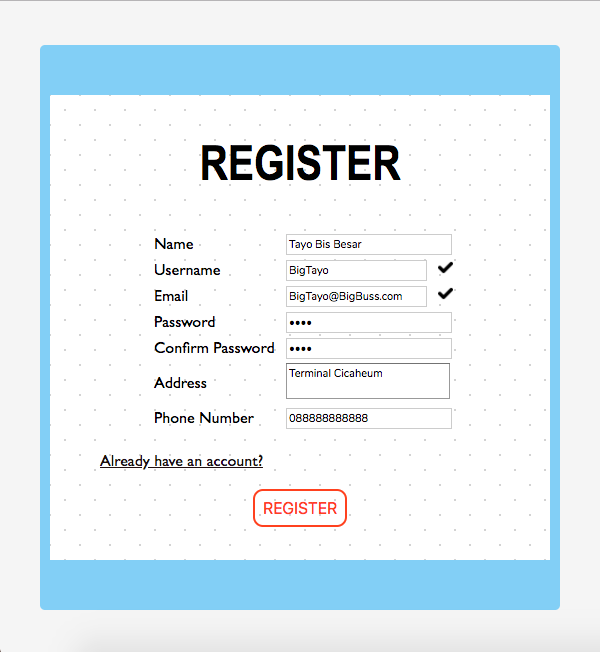 REGISTER
Name Tayo Bis Besar
Username BigTayo
Email BigTayo@BigBuss.com
Password ••••
Confirm Password ••••
Address Terminal Cicaheum
Phone Number 088888888888
Already have an account?
REGISTER